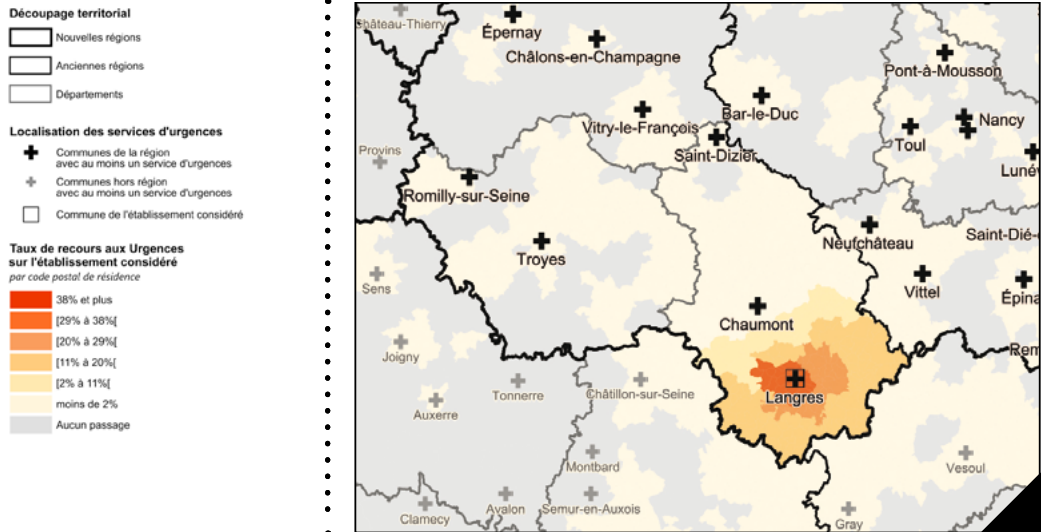 Découpage territorial
Nouvelles régions
Anciennes régions
Départements
Localisation des services d'urgences
Communes de la région
avec au moins un service d'urgences
Communes hors région
avec au moins un service d'urgences
Commune de l'établissement considéré
Taux de recours aux Urgences
sur l'établissement considéré
par code postal de résidence
38% et plus
[29% à 38%[
[20% à 29%[
[11% à 20%[
[2% à 11%[
moins de 2%
Aucun passage
Château-Thierry
Épernay
Châlons-en-Champagne
Pont-à-Mousson
Bar-le-Duc
Vitry-le-François
Nancy
Toul
Provins
Saint-Dizier
Luné
Romilly-sur-Seine
Saint-Dié-
Neufchâteau
Troyes
Sens
Vittel
Épina
Chaumont
Joigny
Rem
Tonnerre
Châtillon-sur-Seine
Langres
Auxerre
Montbard
Vesoul
Avalon
Semur-en-Auxois
Clamecy
Gray